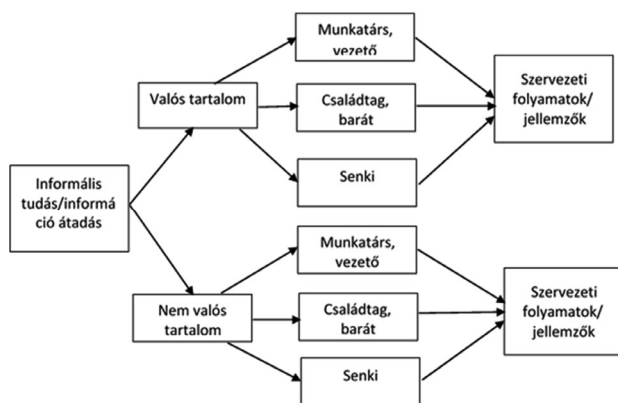 Munkatárs,
vezető
Valós tartalom
Családtag,
barát
Szervezeti
folyamatok/
jellemzők
Senki
Informális
tudás/informá
ció átadás
Munkatárs,
vezető
Nem valós
tartalom
Családtag,
barát
Szervezeti
folyamatok/
jellemzők
Senki